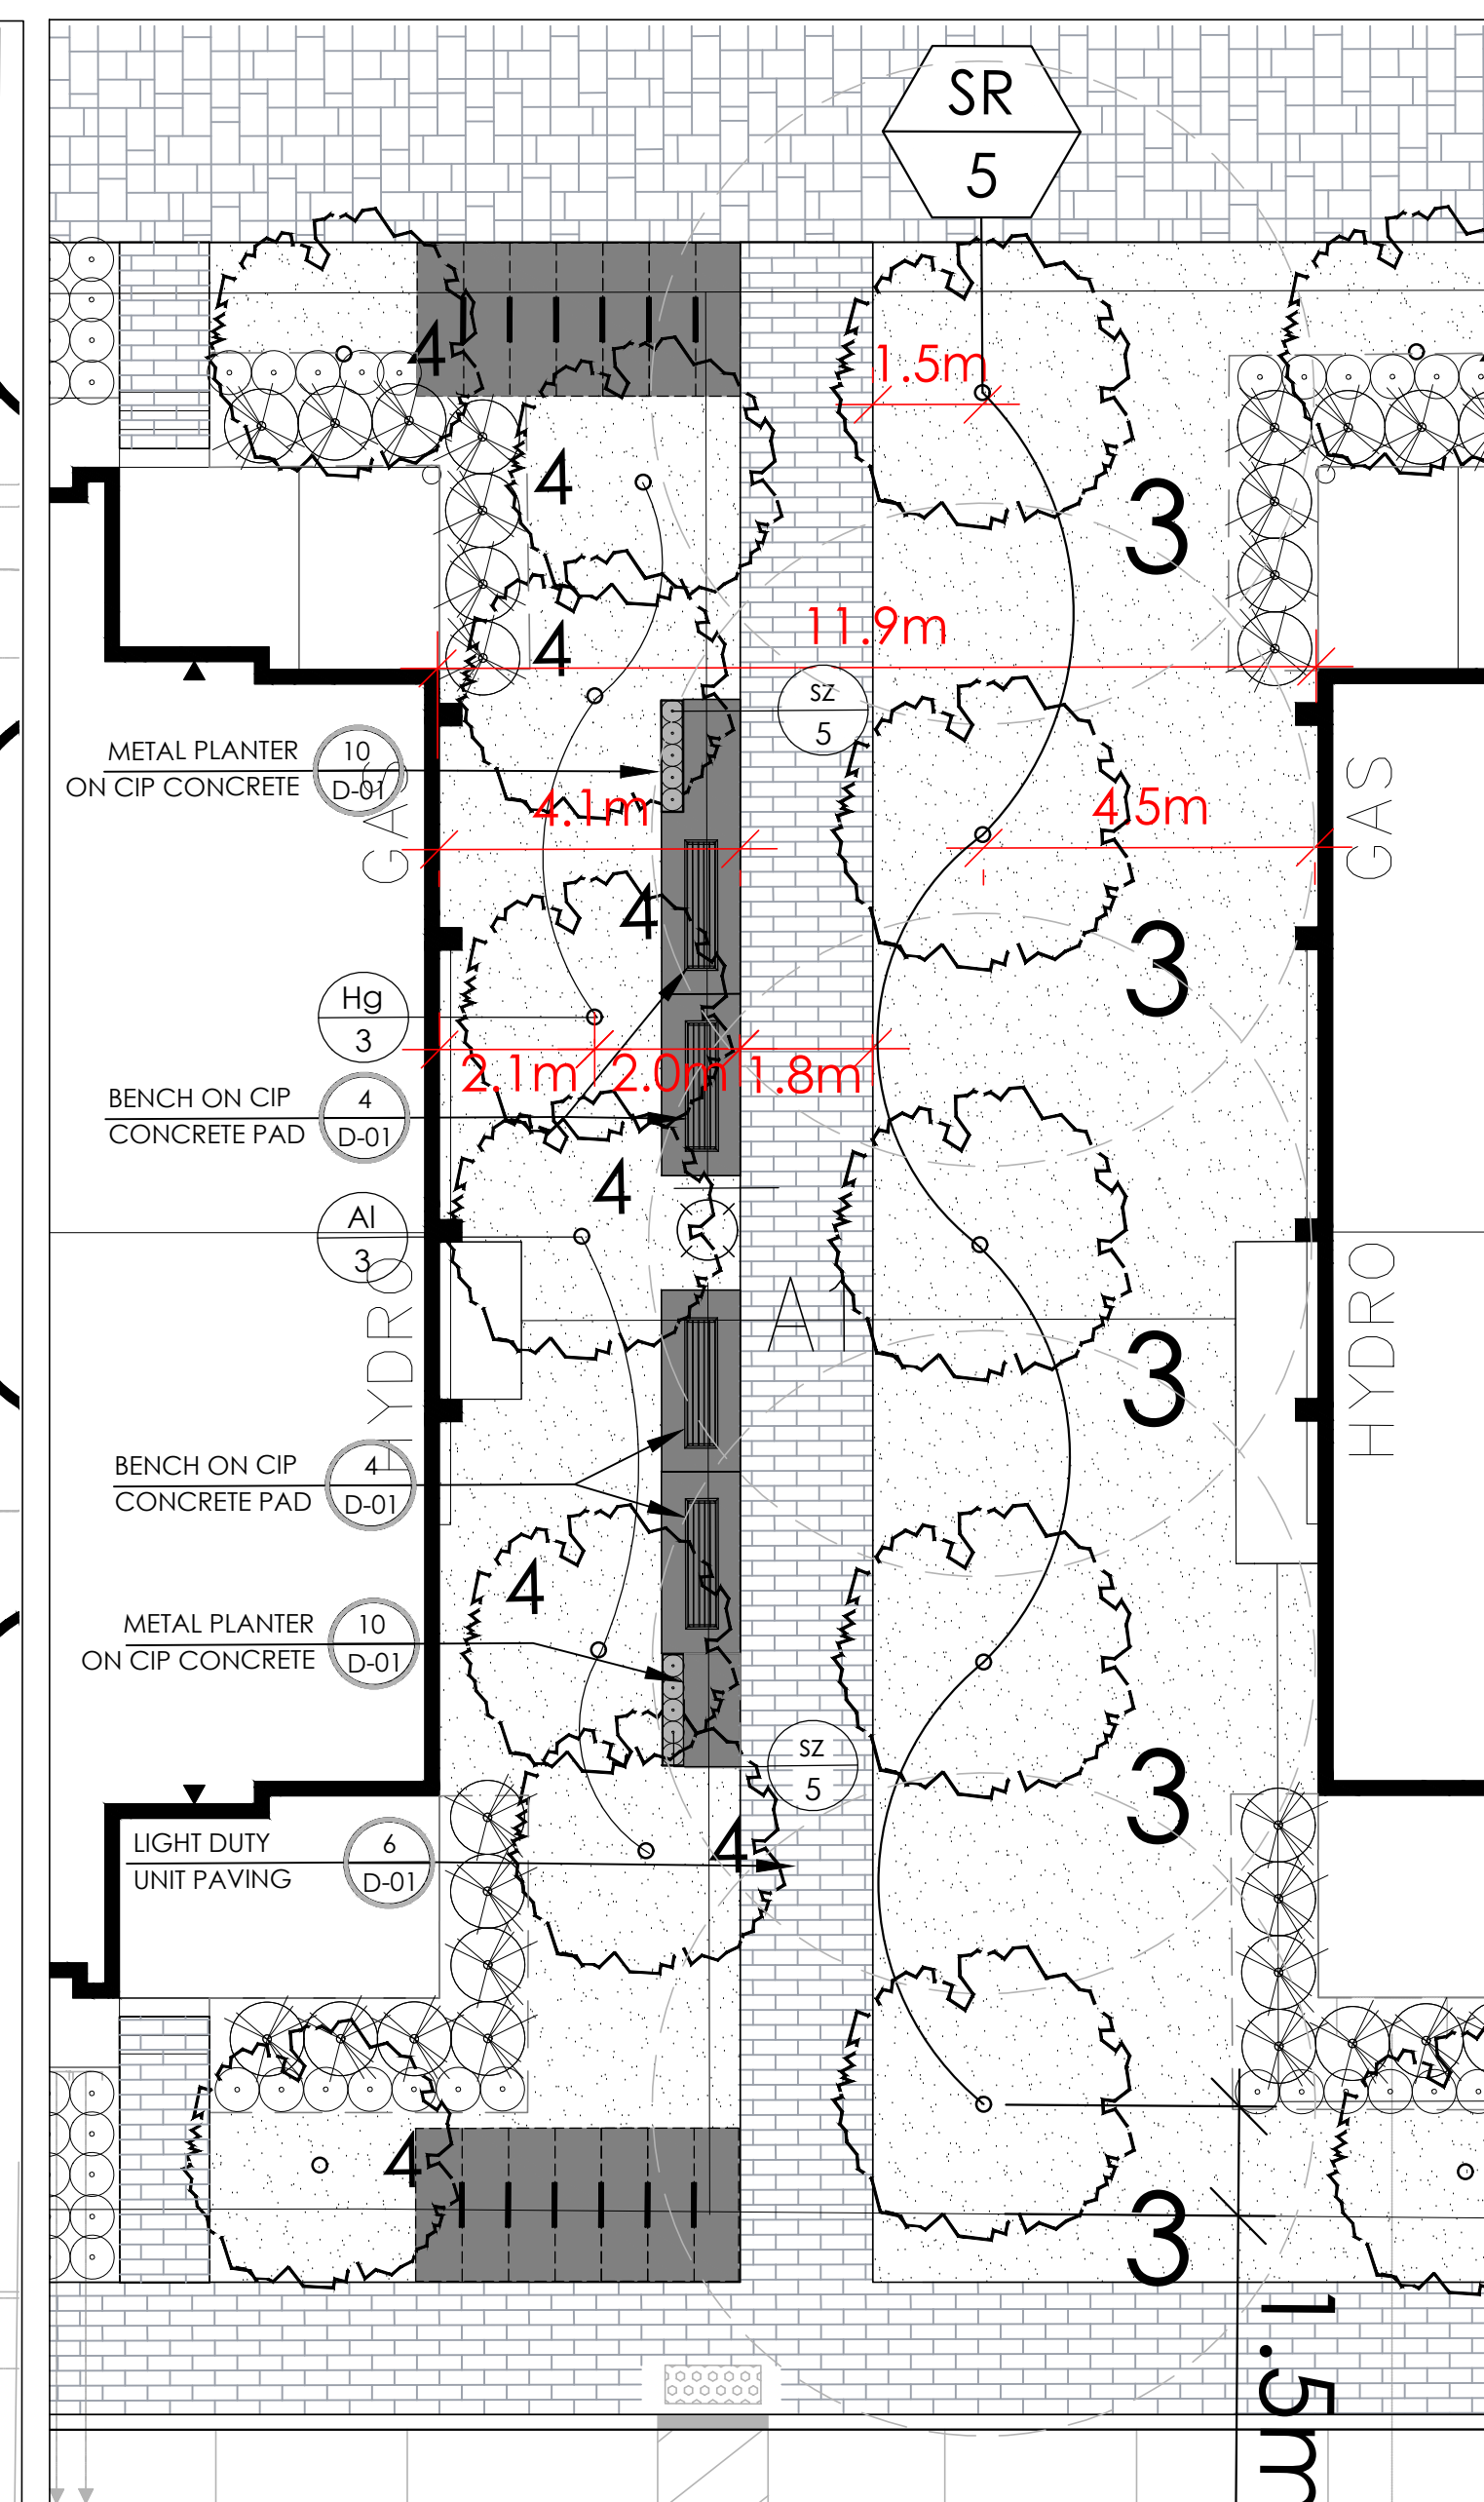 SR
5
4
1.5m
4
3
11.9m
4
SZ
5
METAL PLANTER
ON CIP CONCRETE
10
D-01
GAS
4.1m
4.5m
GAS
4
3
Hg
3
2.1m
2.0m
1.8m
BENCH ON CIP
CONCRETE PAD
4
D-01
4
AI
3
HYDRO
A1
HYDRO
3
BENCH ON CIP
CONCRETE PAD
4
D-01
4
METAL PLANTER
ON CIP CONCRETE
10
D-01
SZ
5
3
LIGHT DUTY
UNIT PAVING
6
D-01
4
4
3
1.5m